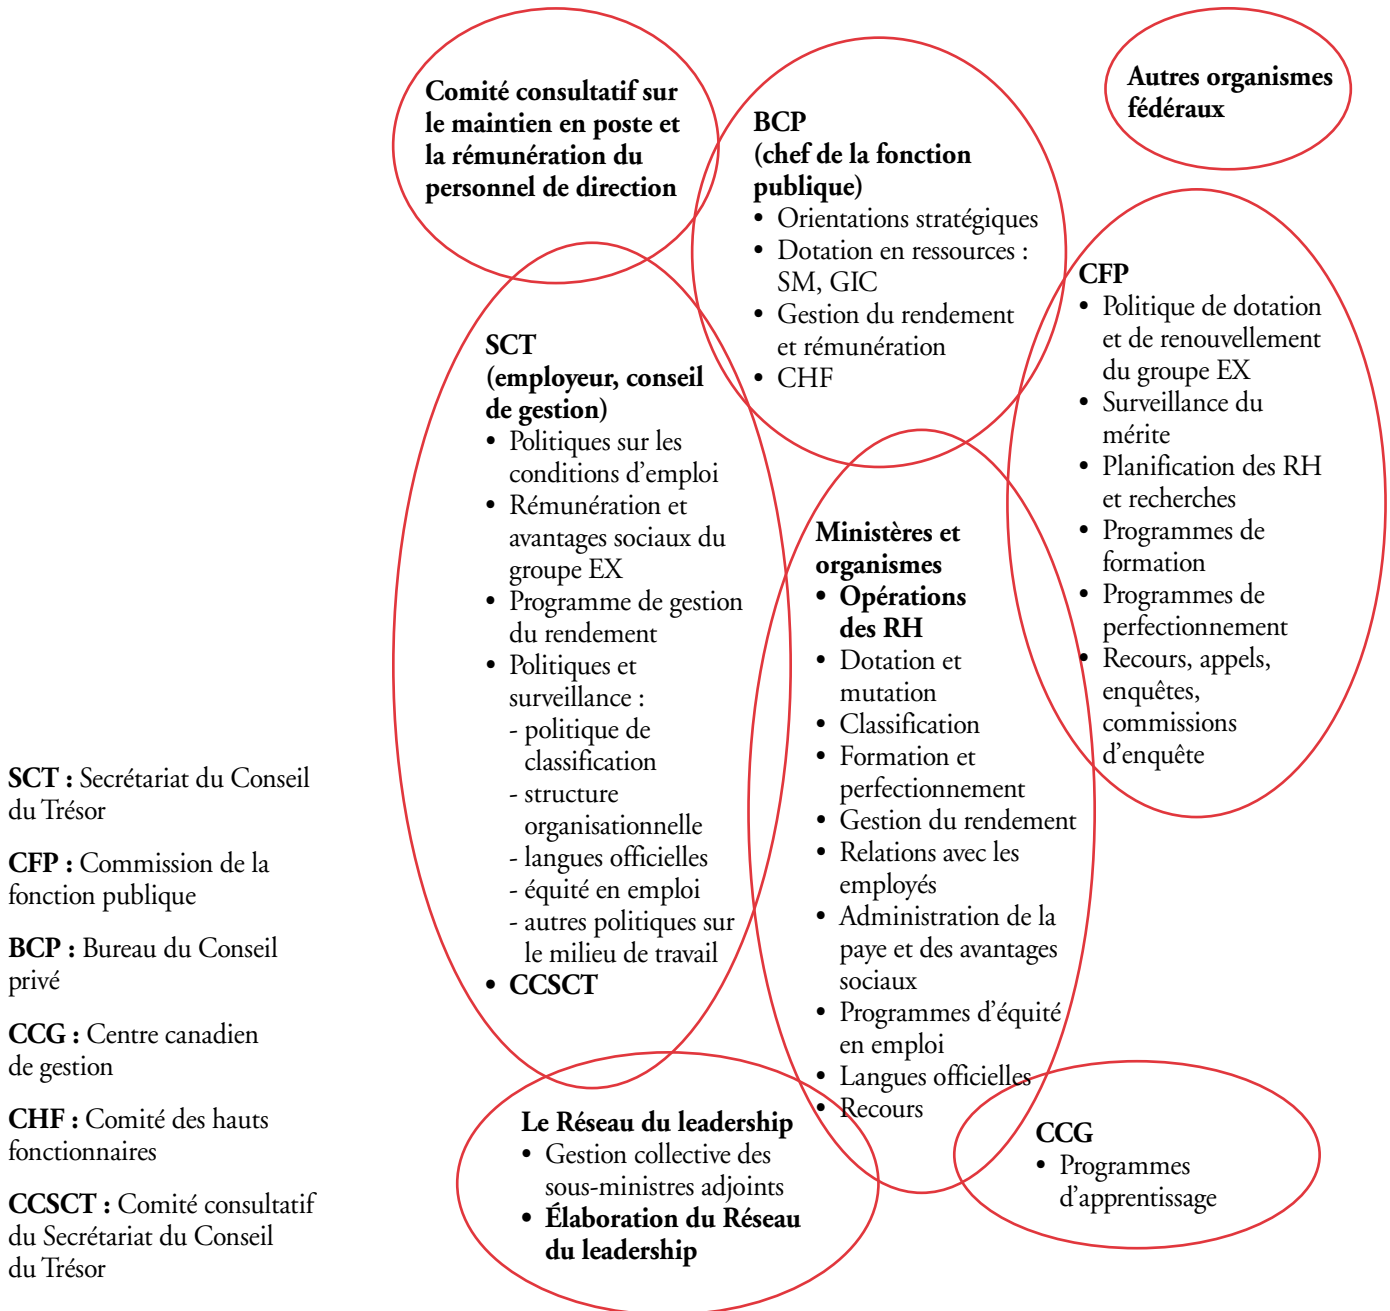 Comité consultatif sur
le maintien en poste et
la rémunération du
personnel de direction
BCP
(chef de la fonction
publique)
• Orientations stratégiques
• Dotation en ressources :
SM, GIC
• Gestion du rendement
et rémunération
• CHF
Autres organismes
fédéraux
CFP
• Politique de dotation
et de renouvellement
du groupe EX
• Surveillance du
mérite
• Planification des RH
et recherches
• Programmes de
formation
• Programmes de
perfectionnement
• Recours, appels,
enquêtes,
commissions
d’enquête
SCT
(employeur, conseil
de gestion)
• Politiques sur les
conditions d’emploi
• Rémunération et
avantages sociaux du
groupe EX
• Programme de gestion
du rendement
• Politiques et
surveillance :
- politique de
classification
- structure
organisationnelle
- langues officielles
- équité en emploi
- autres politiques sur
le milieu de travail
• CCSCT
Ministères et
organismes
• Opérations
des RH
• Dotation et
mutation
• Classification
• Formation et
perfectionnement
• Gestion du rendement
• Relations avec les
employés
• Administration de la
paye et des avantages
sociaux
• Programmes d’équité
en emploi
• Langues officielles
• Recours
Le Réseau du leadership
• Gestion collective des
sous-ministres adjoints
• Élaboration du Réseau
du leadership
CCG
• Programmes
d’apprentissage
SCT : Secrétariat du Conseil
du Trésor
CFP : Commission de la
fonction publique
BCP : Bureau du Conseil
privé
CCG : Centre canadien
de gestion
CHF : Comité des hauts
fonctionnaires
CCSCT : Comité consultatif
du Secrétariat du Conseil
du Trésor